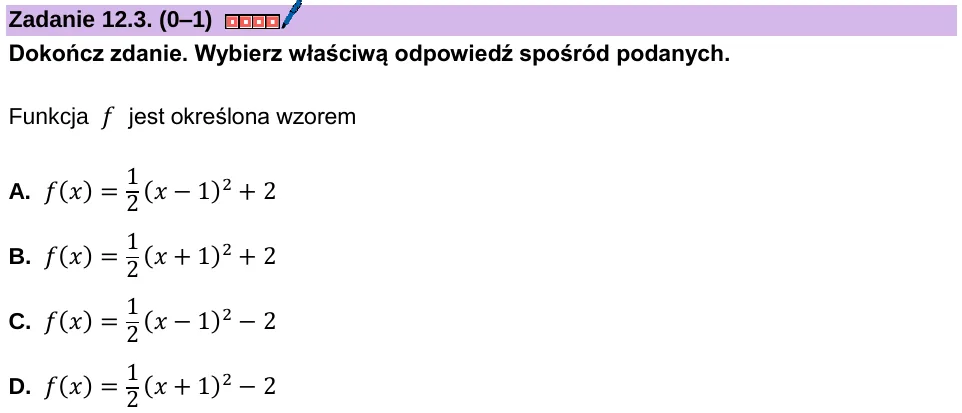 Zadanie 12.3. (0–1)
Dokończ zdanie. Wybierz właściwą odpowiedź spośród podanych.
Funkcja f jest określona wzorem
A. f(x) = 1/2 (x − 1)² + 2
B. f(x) = 1/2 (x + 1)² + 2
C. f(x) = 1/2 (x − 1)² − 2
D. f(x) = 1/2 (x + 1)² − 2